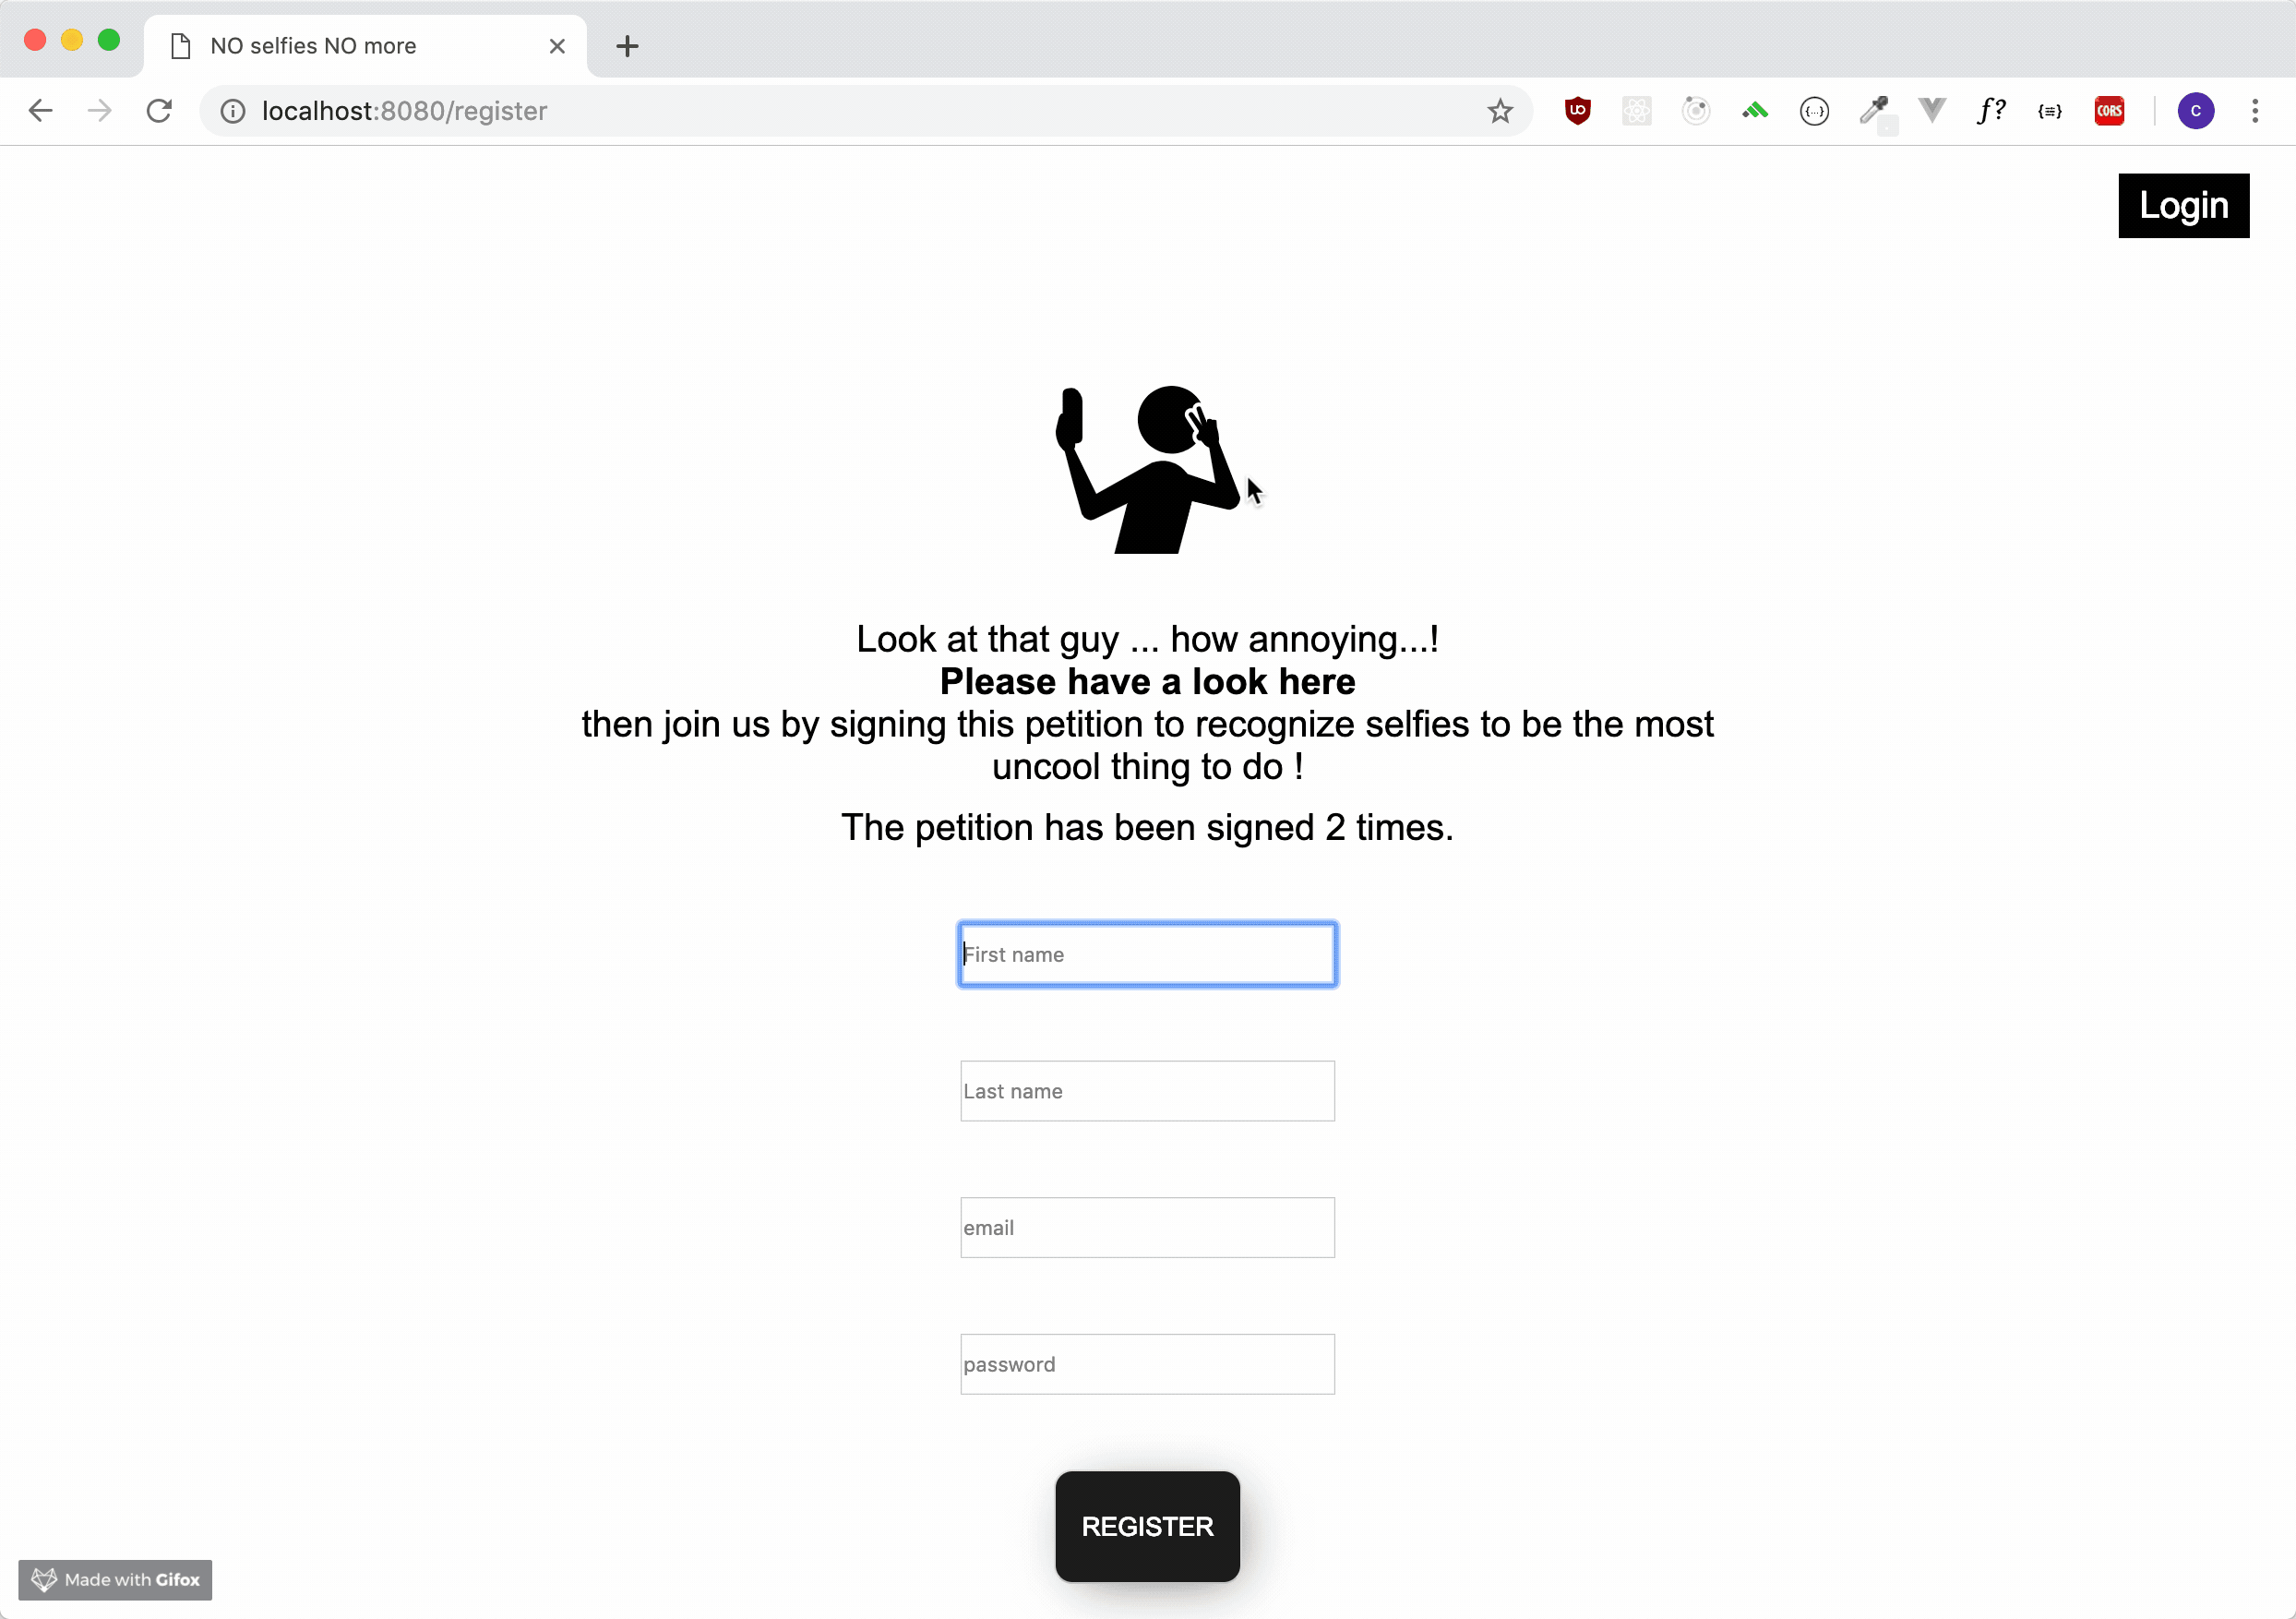 NO selfies NO more
localhost:8080/register
f?
CORS
C
Login
Look at that guy ... how annoying...!
Please have a look here
then join us by signing this petition to recognize selfies to be the most
uncool thing to do !
The petition has been signed 2 times.
First name
Last name
email
password
REGISTER
Made with Gifox